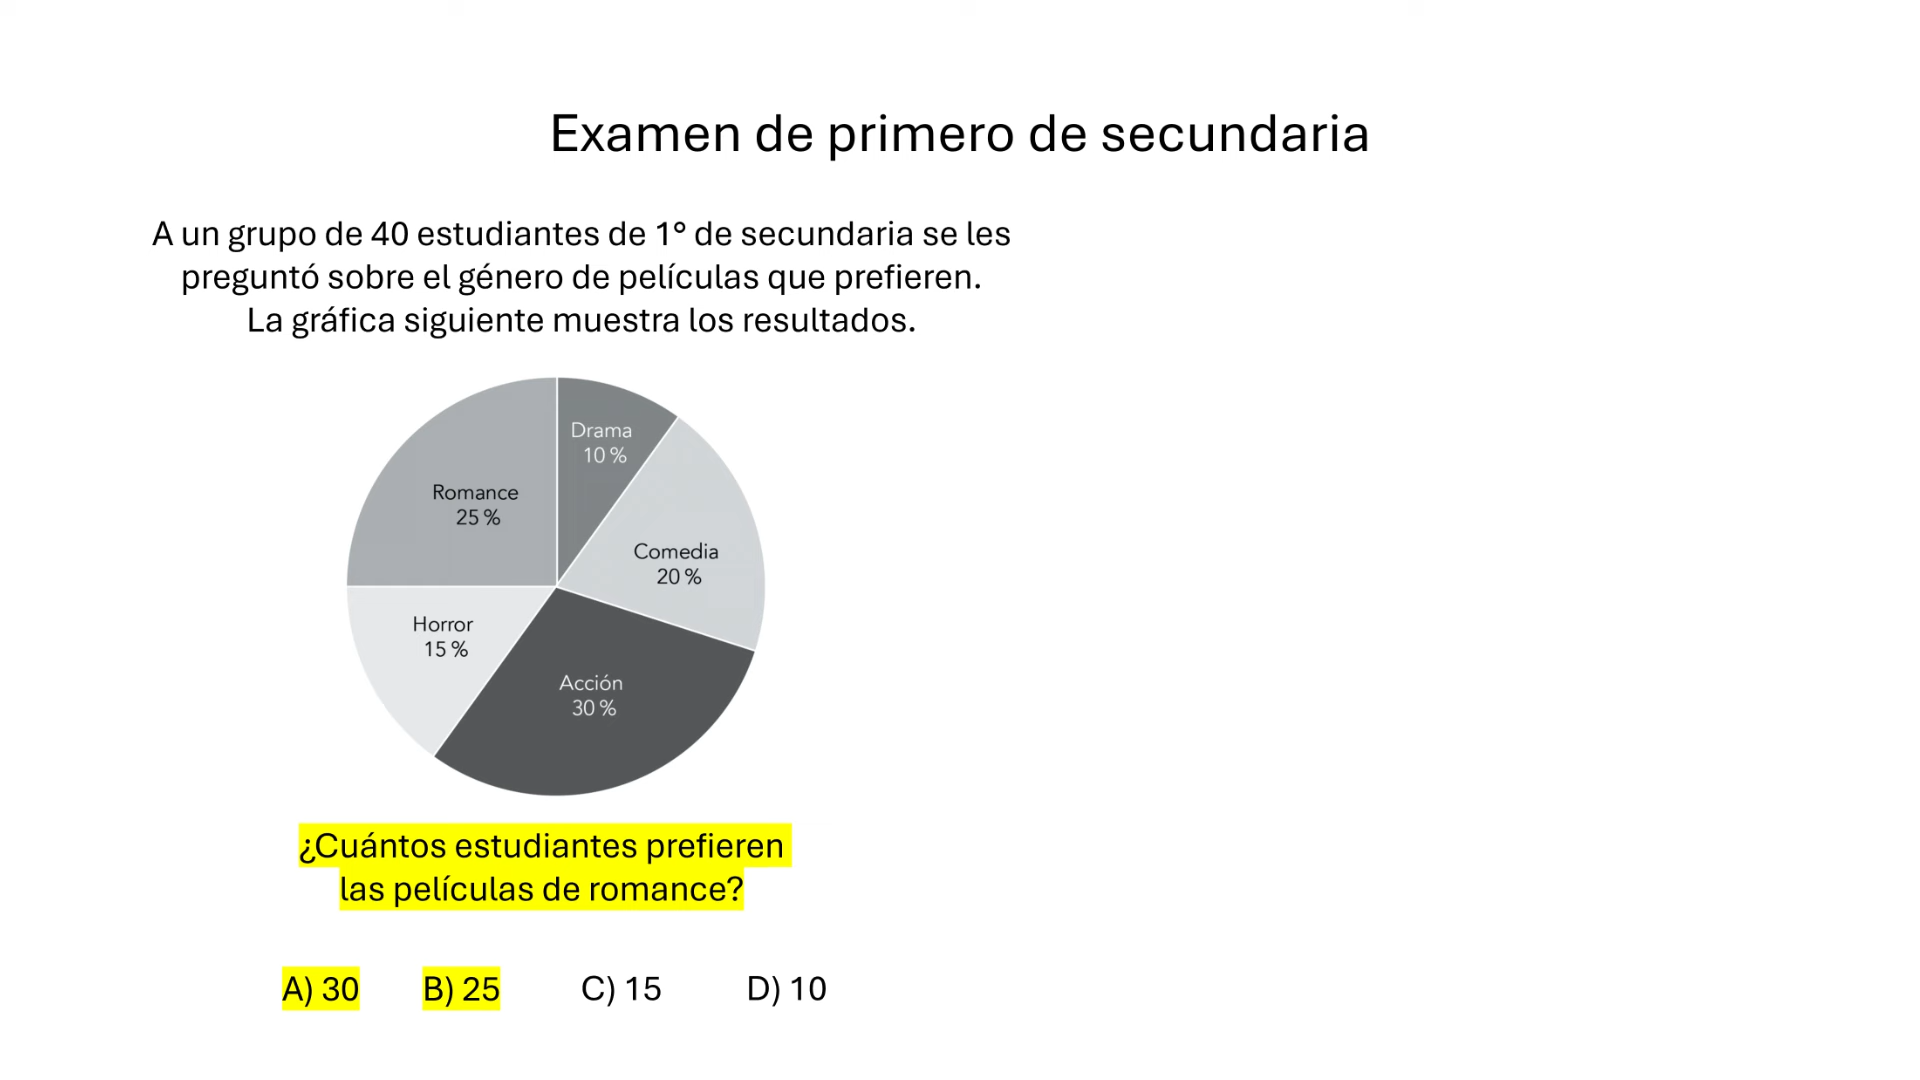 Examen de primero de secundaria
A un grupo de 40 estudiantes de 1° de secundaria se les
preguntó sobre el género de películas que prefieren.
La gráfica siguiente muestra los resultados.
Drama
10 %
Romance
25 %
Comedia
20 %
Horror
15 %
Acción
30 %
¿Cuántos estudiantes prefieren
las películas de romance?
A) 30 B) 25 C) 15 D) 10